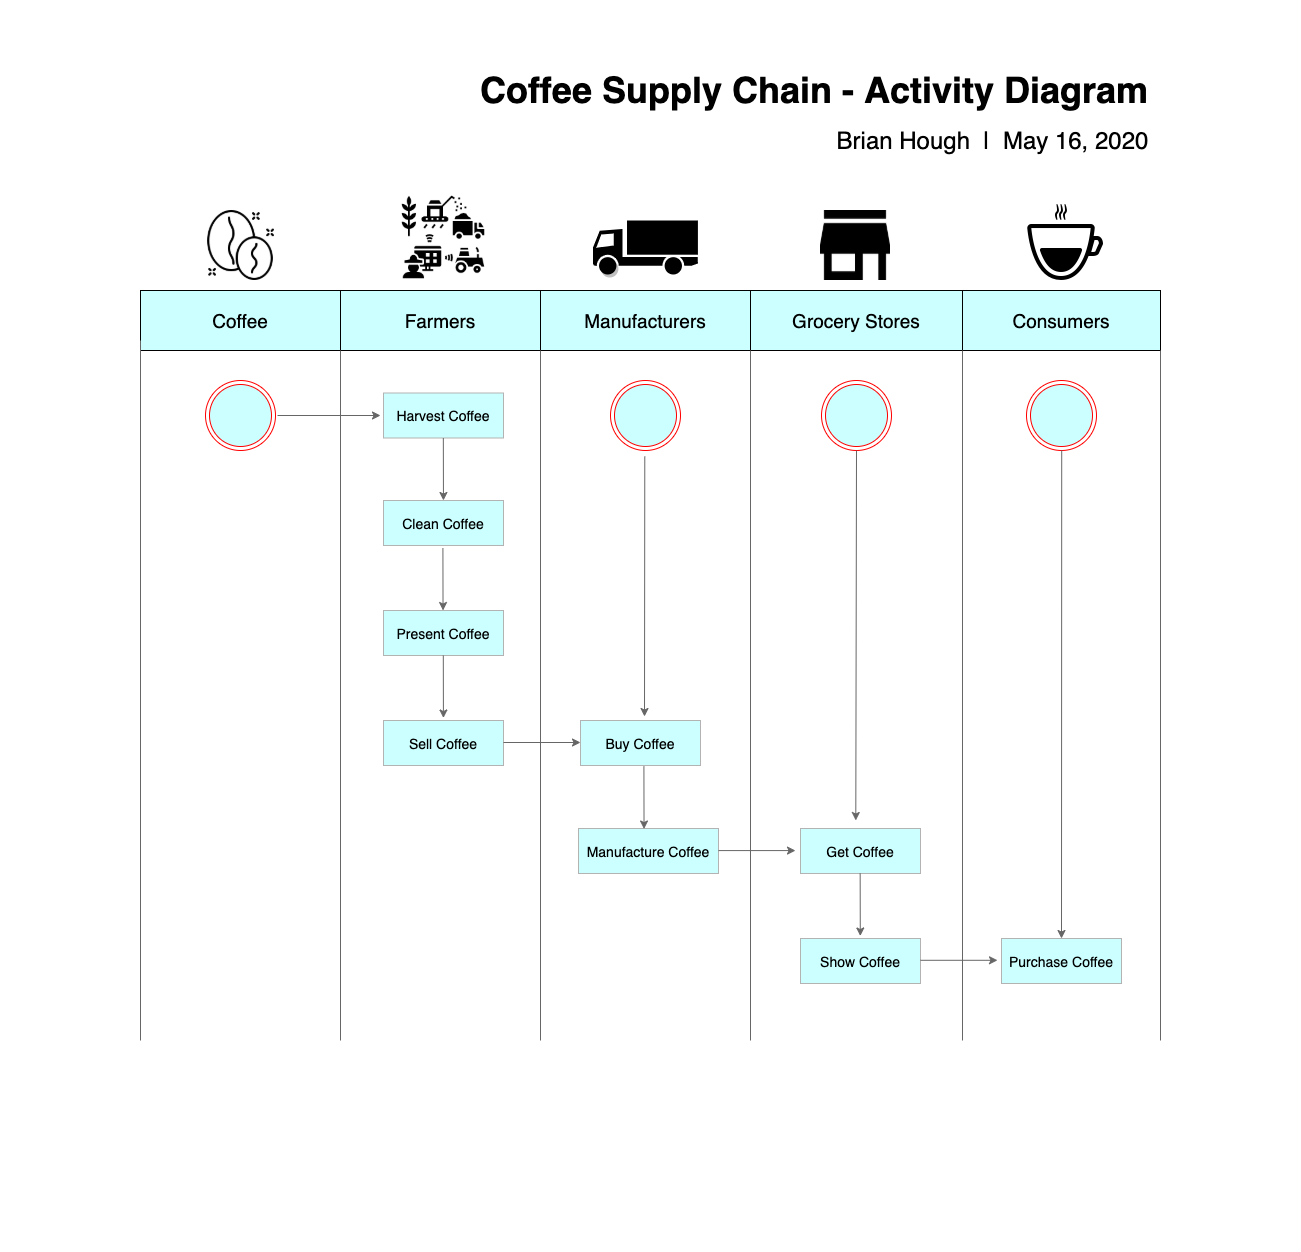 Coffee Supply Chain - Activity Diagram
Brian Hough | May 16, 2020
Coffee
Farmers
Manufacturers
Grocery Stores
Consumers
Harvest Coffee
Clean Coffee
Present Coffee
Sell Coffee
Buy Coffee
Manufacture Coffee
Get Coffee
Show Coffee
Purchase Coffee